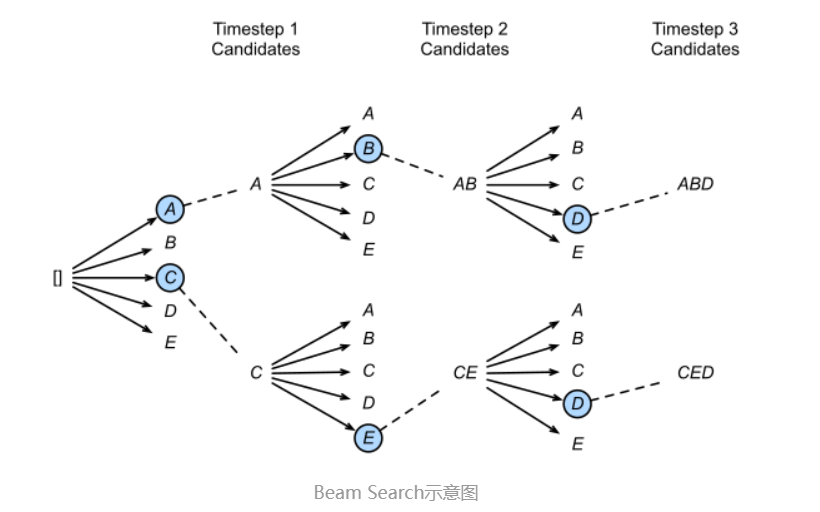 Timestep 1
Candidates
Timestep 2
Candidates
Timestep 3
Candidates
[]
A
B
C
D
E
A
A
B
C
D
E
AB
A
B
C
D
E
ABD
C
A
B
C
D
E
CE
A
B
C
D
E
CED
Beam Search示意图